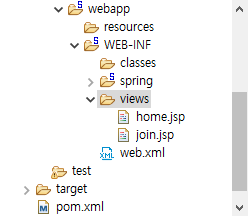 webapp
resources
WEB-INF
classes
spring
views
home.jsp
join.jsp
web.xml
test
target
pom.xml